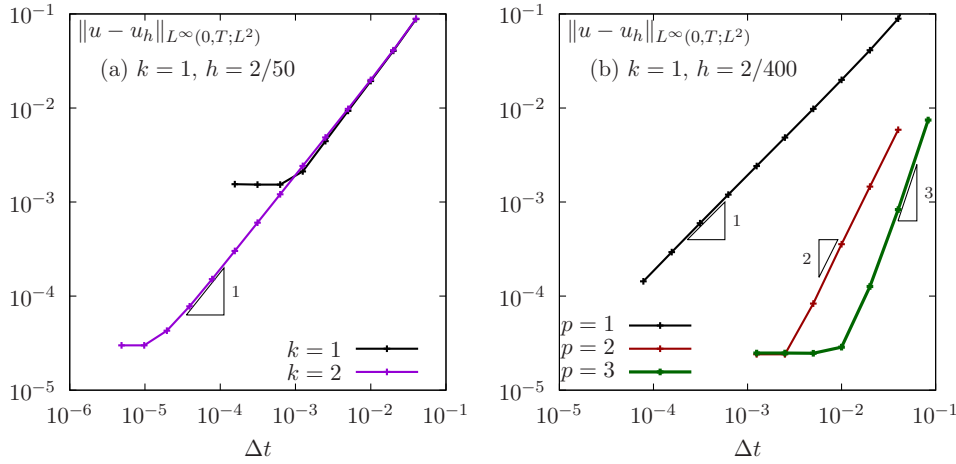 ‖u − u_h‖_{L^∞(0,T;L²)}
(a) k = 1, h = 2/50
10^{-1}
10^{-2}
10^{-3}
10^{-4}
10^{-5}
1
k = 1
k = 2
10^{-6} 10^{-5} 10^{-4} 10^{-3} 10^{-2} 10^{-1}
Δt
‖u − u_h‖_{L^∞(0,T;L²)}
(b) k = 1, h = 2/400
10^{-1}
10^{-2}
10^{-3}
10^{-4}
10^{-5}
1
2
3
p = 1
p = 2
p = 3
10^{-5} 10^{-4} 10^{-3} 10^{-2} 10^{-1}
Δt